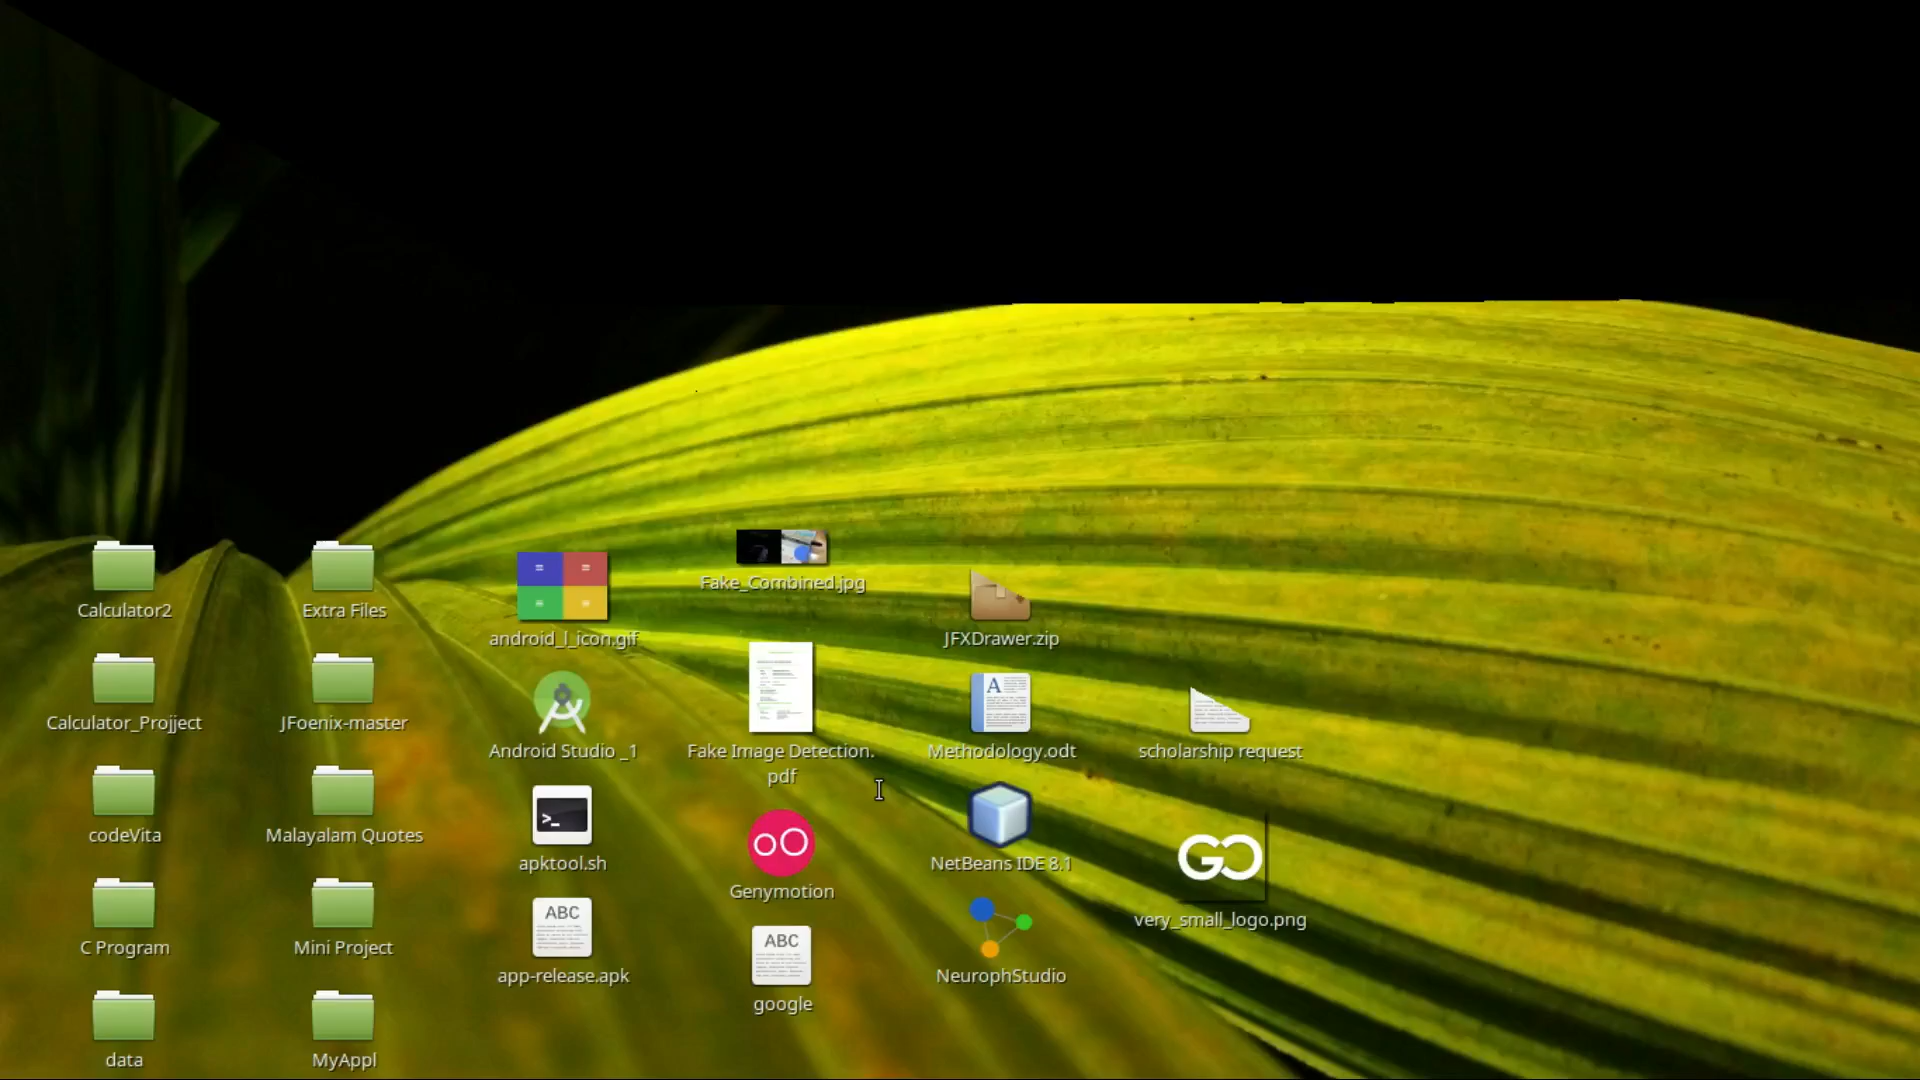 Calculator2
Calculator_Projject
codeVita
C Program
data
Extra Files
JFoenix-master
Malayalam Quotes
Mini Project
MyAppl
android_l_icon.gif
Android Studio _1
>_
apktool.sh
ABC
app-release.apk
Fake_Combined.jpg
Fake Image Detection.
pdf
Genymotion
ABC
google
JFXDrawer.zip
A
Methodology.odt
NetBeans IDE 8.1
NeurophStudio
scholarship request
GO
very_small_logo.png